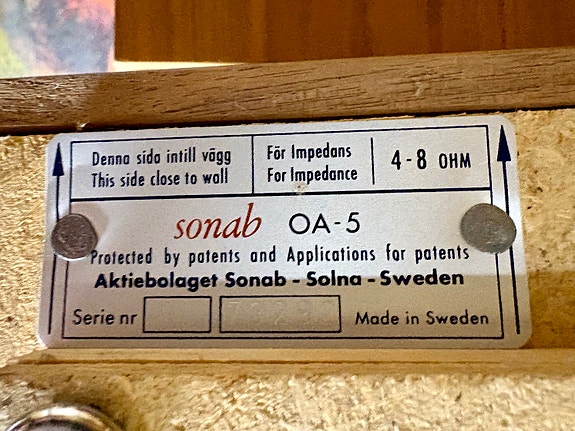 Denna sida intill vägg
This side close to wall
För Impedans
For Impedance
4-8 OHM
sonab OA-5
Protected by patents and Applications for patents
Aktiebolaget Sonab - Solna - Sweden
Serie nr
Made in Sweden